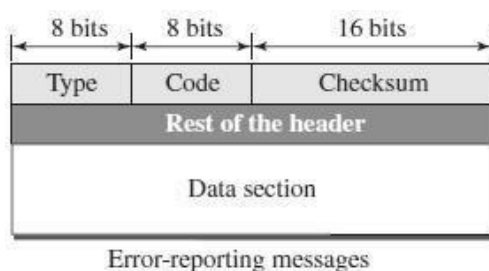 8 bits 8 bits 16 bits
Type Code Checksum
Rest of the header
Data section
Error-reporting messages